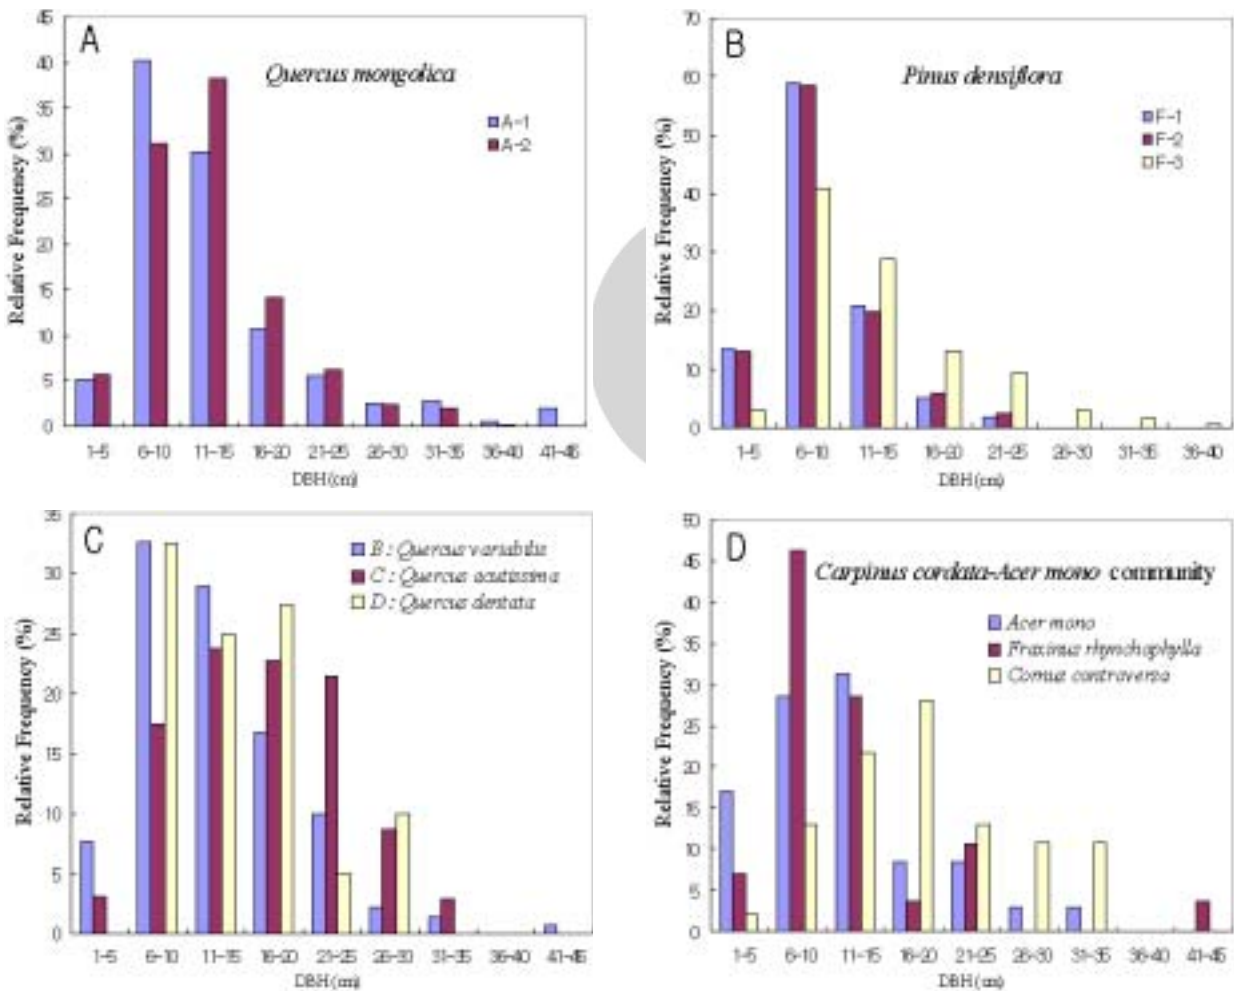 A
Quercus mongolica
A-1
A-2
Relative Frequency (%)
45
40
35
30
25
20
15
10
5
0
1-5 6-10 11-15 16-20 21-25 26-30 31-35 36-40 41-45
DBH (cm)
B
Pinus densiflora
F-1
F-2
F-3
Relative Frequency (%)
70
60
50
40
30
20
10
0
1-5 6-10 11-15 16-20 21-25 26-30 31-35 36-40
DBH (cm)
C
B : Quercus variabilis
C : Quercus acutissima
D : Quercus dentata
Relative Frequency (%)
35
30
25
20
15
10
5
0
1-5 6-10 11-15 16-20 21-25 26-30 31-35 36-40 41-45
DBH (cm)
D
Carpinus cordata-Acer mono community
Acer mono
Fraxinus rhynchophylla
Cornus controversa
Relative Frequency (%)
50
45
40
35
30
25
20
15
10
5
0
1-5 6-10 11-15 16-20 21-25 26-30 31-35 36-40 41-45
DBH (cm)